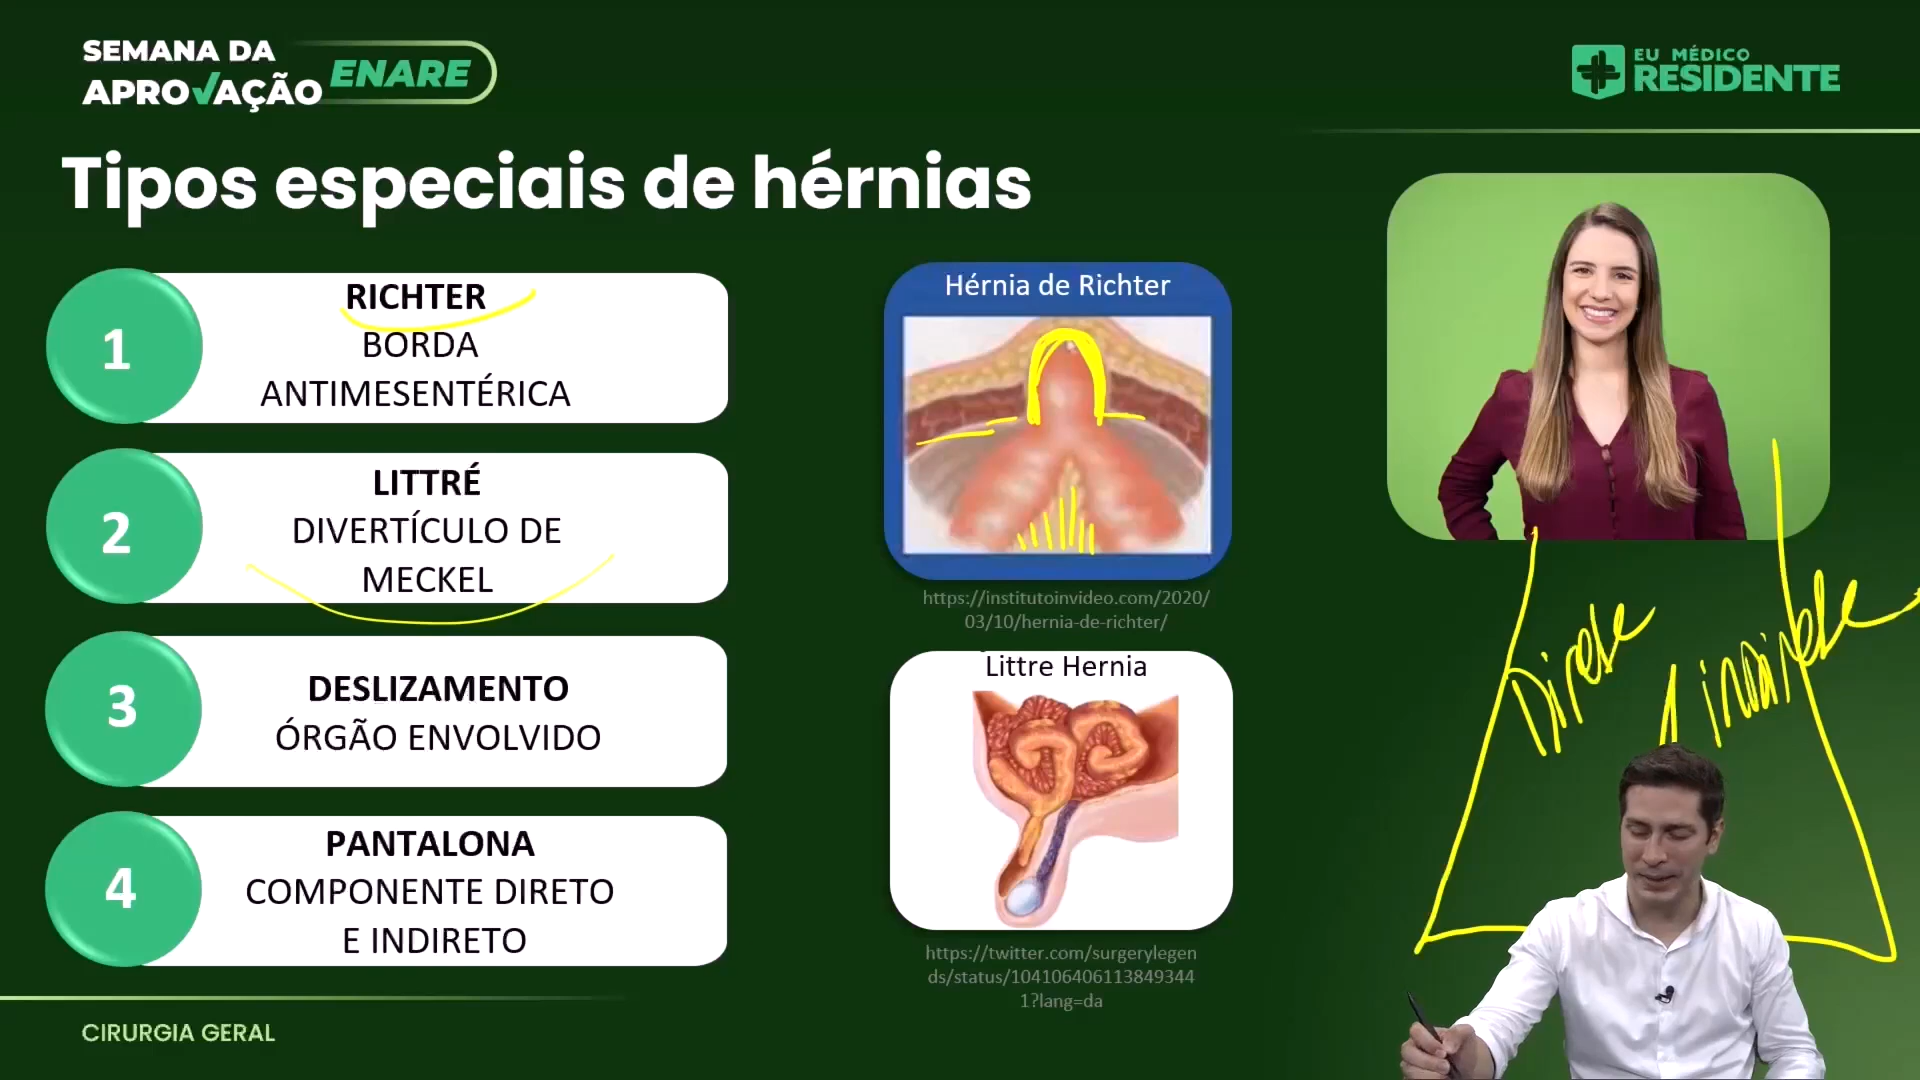 SEMANA DA
APROVAÇÃO ENARE
EU MÉDICO
RESIDENTE
Tipos especiais de hérnias
1
RICHTER
BORDA
ANTIMESENTÉRICA
2
LITTRÉ
DIVERTÍCULO DE
MECKEL
3
DESLIZAMENTO
ÓRGÃO ENVOLVIDO
4
PANTALONA
COMPONENTE DIRETO
E INDIRETO
Hérnia de Richter
https://institutoinvideo.com/2020/
03/10/hernia-de-richter/
Littre Hernia
https://twitter.com/surgerylegen
ds/status/104106406113849344
1?lang=da
CIRURGIA GERAL